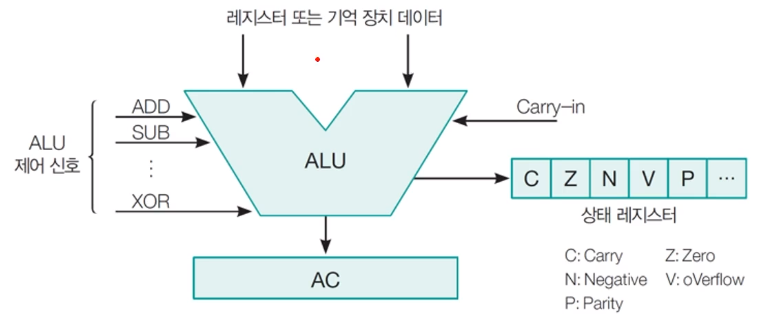 레지스터 또는 기억 장치 데이터
ALU
제어 신호
ADD
SUB
⋮
XOR
ALU
Carry-in
C Z N V P ⋯
상태 레지스터
AC
C: Carry Z: Zero
N: Negative V: oVerflow
P: Parity